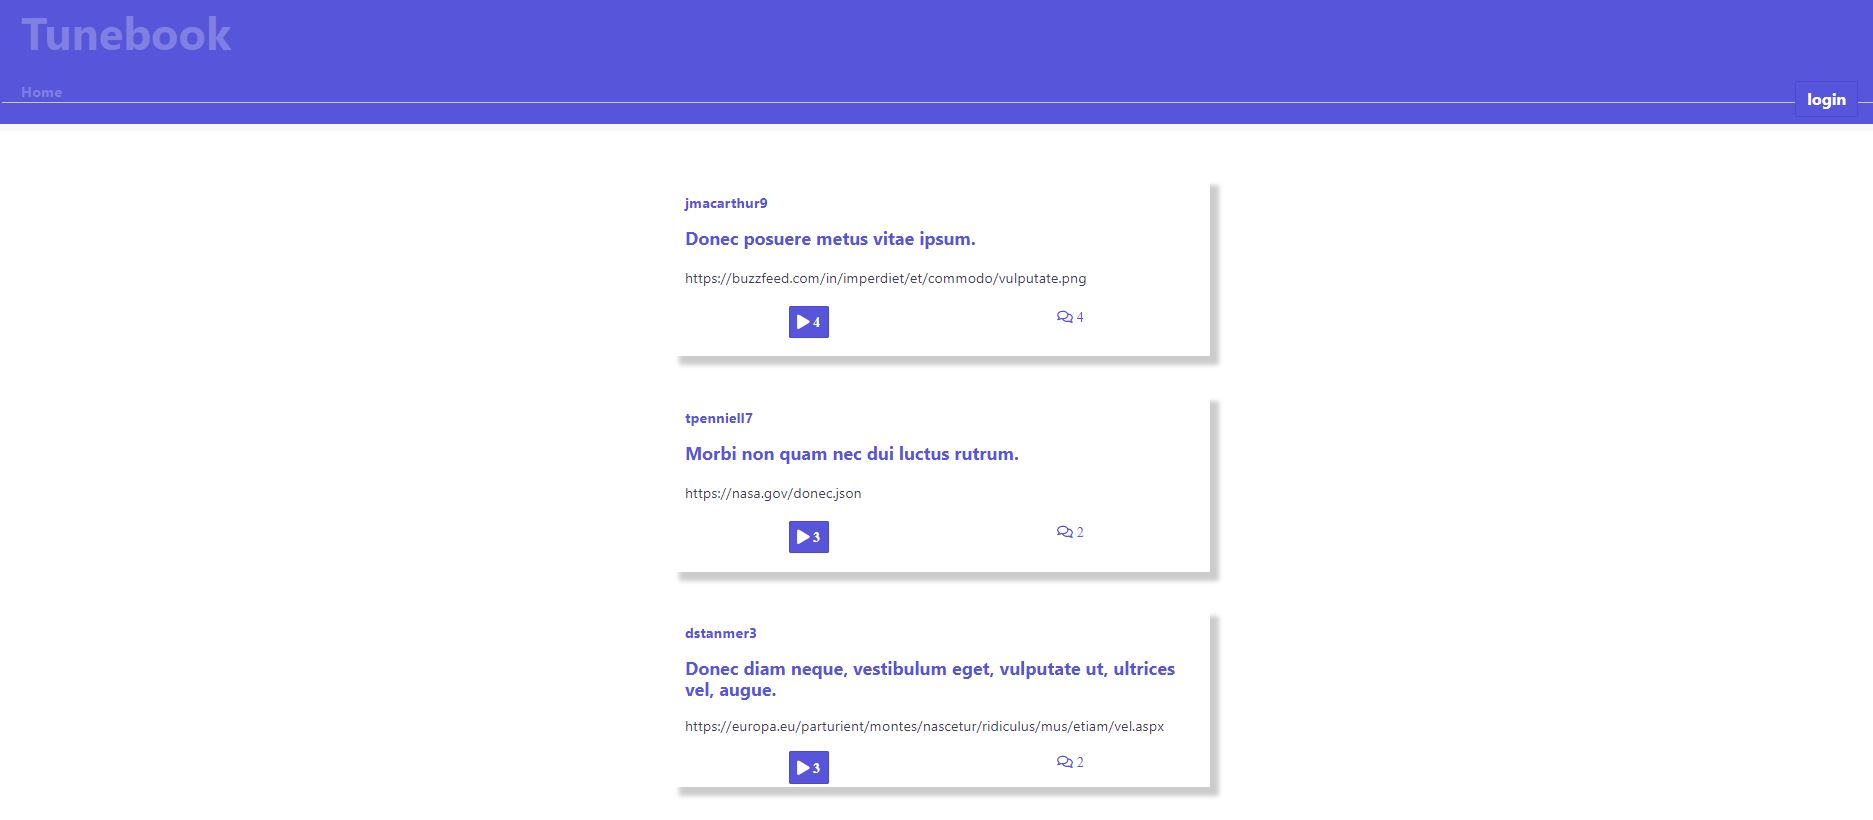 Tunebook
Home
login
jmacarthur9
Donec posuere metus vitae ipsum.
https://buzzfeed.com/in/imperdiet/et/commodo/vulputate.png
4
4
tpenniell7
Morbi non quam nec dui luctus rutrum.
https://nasa.gov/donec.json
3
2
dstanmer3
Donec diam neque, vestibulum eget, vulputate ut, ultrices
vel, augue.
https://europa.eu/parturient/montes/nascetur/ridiculus/mus/etiam/vel.aspx
3
2